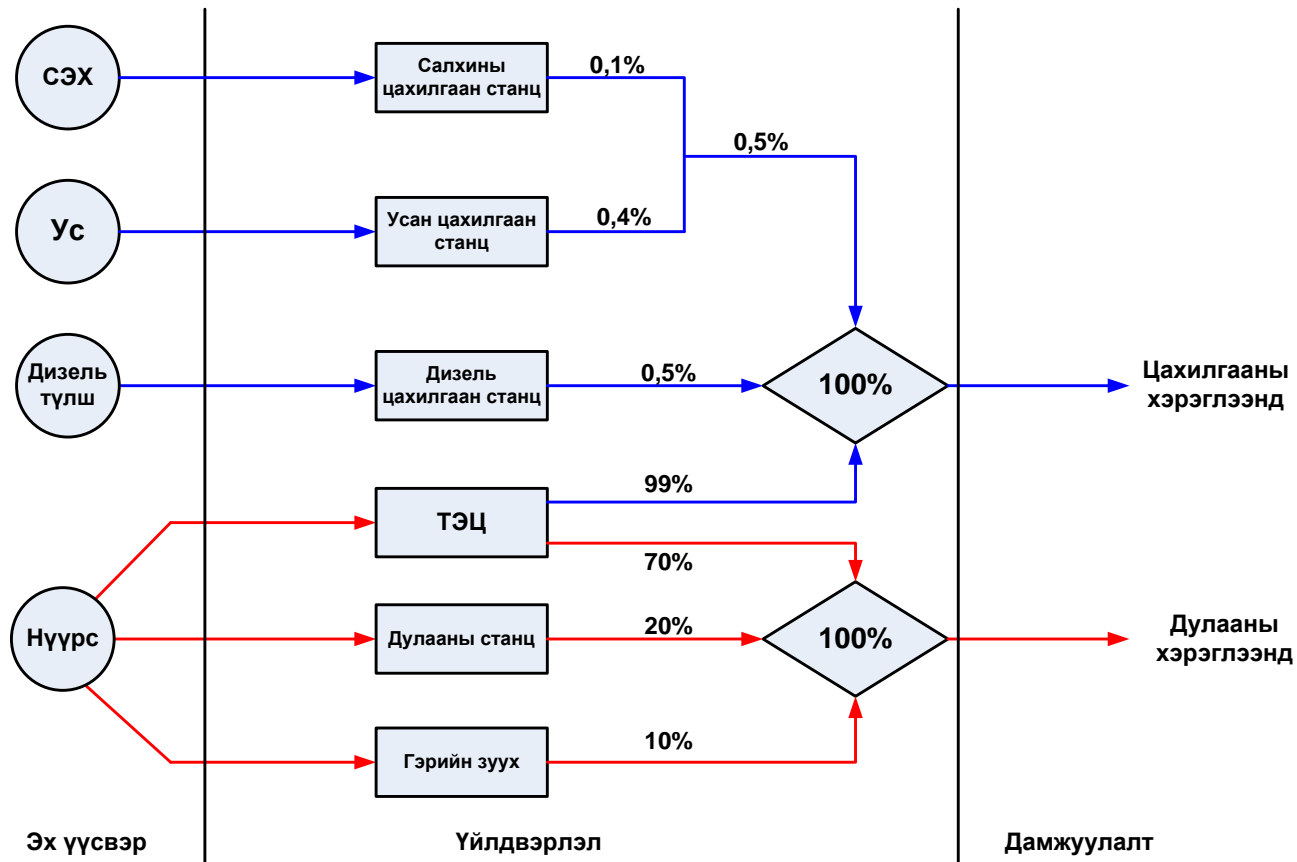 СЭХ
Салхины
цахилгаан станц
0,1%
0,5%
Ус
Усан цахилгаан
станц
0,4%
Дизель
түлш
Дизель
цахилгаан станц
0,5%
100%
Цахилгааны
хэрэглээнд
ТЭЦ
99%
70%
Нүүрс
Дулааны станц
20%
100%
Дулааны
хэрэглээнд
Гэрийн зуух
10%
Эх үүсвэр
Үйлдвэрлэл
Дамжуулалт